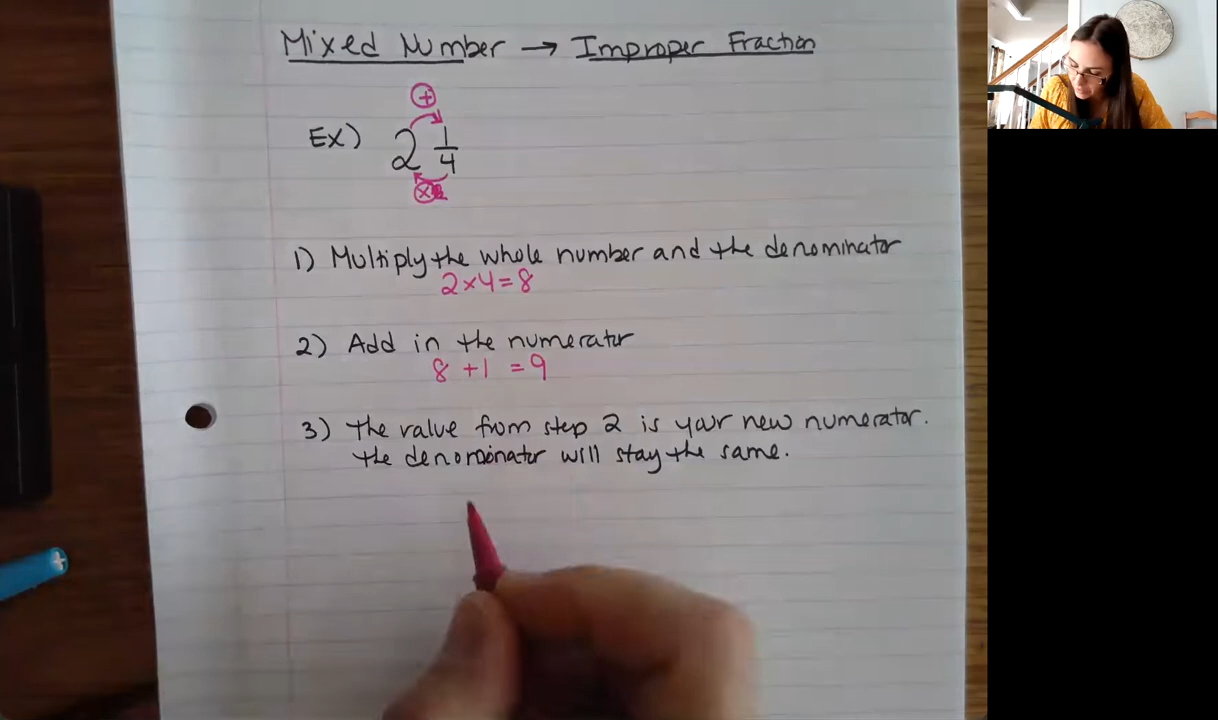 Mixed Number → Improper Fraction
+
Ex) 2 1/4
×
1) Multiply the whole number and the denominator
2×4=8
2) Add in the numerator
8 +1 =9
3) The value from step 2 is your new numerator.
The denominator will stay the same.